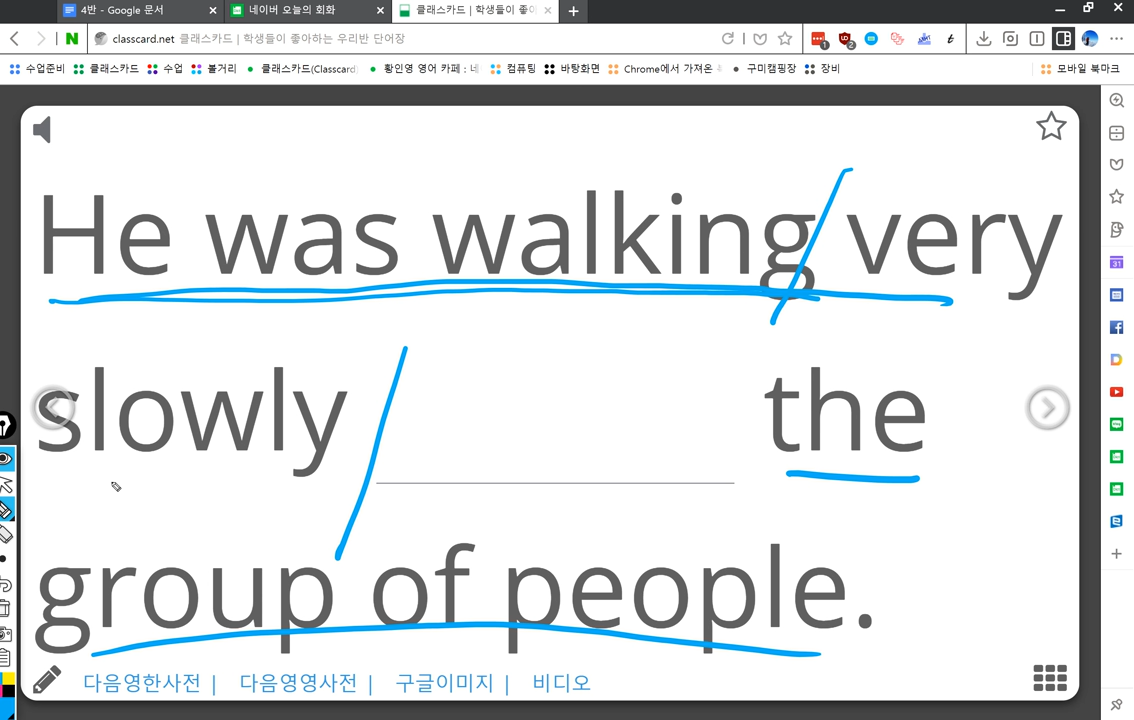 4반 - Google 문서
네이버 오늘의 회화
클래스카드 | 학생들이 좋아
classcard.net 클래스카드 | 학생들이 좋아하는 우리반 단어장
수업준비 클래스카드 수업 볼거리 클래스카드(Classcard 황인영 영어 카페 : 네 컴퓨팅 바탕화면 Chrome에서 가져온 구미캠핑장 장비 모바일 북마크
He was walking very
slowly ____ the
group of people.
다음영한사전 | 다음영영사전 | 구글이미지 | 비디오